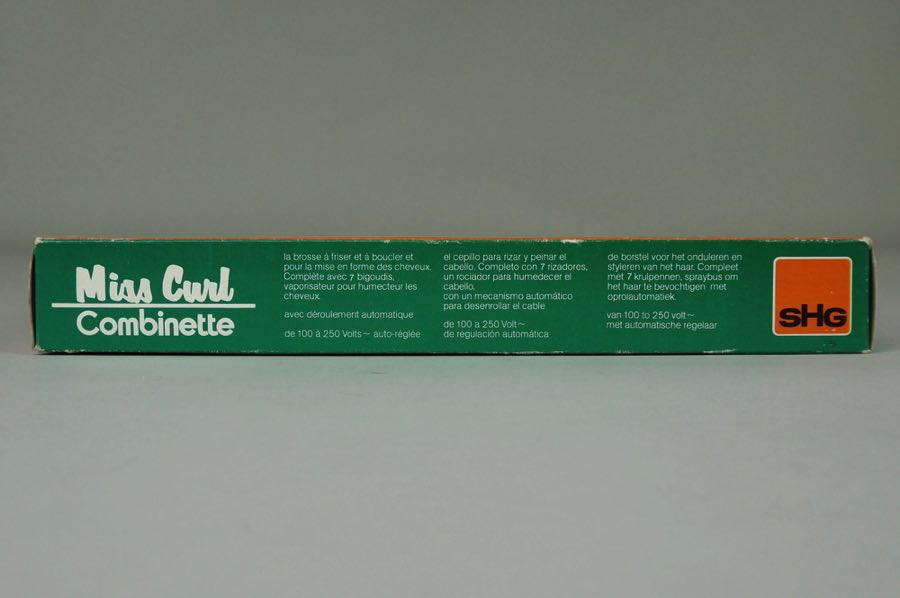 Miss Curl
Combinette
la brosse à friser et à boucler et
pour la mise en forme des cheveux.
Complète avec 7 bigoudis,
vaporisateur pour humecteur les
cheveux.
avec déroulement automatique
de 100 à 250 Volts~ auto-réglée
el cepillo para rizar y peinar el
cabello. Completo con 7 rizadores,
un rociador para humedecer el
cabello.
con un mecanismo automático
para desenrollar el cable
de 100 a 250 Volt~
de regulación automática
de borstel voor het onduleren en
styleren van het haar. Compleet
met 7 krulpennen, spraybus om
het haar te bevochtigen met
oprolautomatiek.
van 100 to 250 volt~
met automatische regelaar
SHG